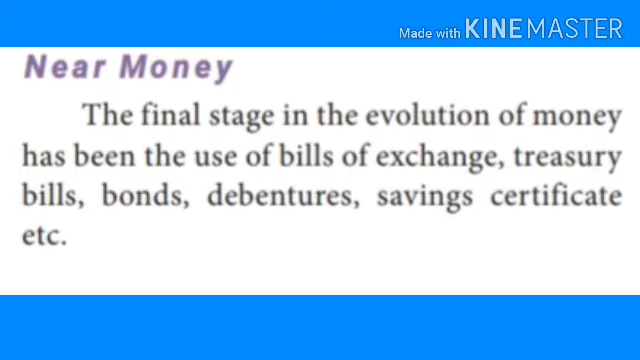 Made with KINEMASTER
Near Money
The final stage in the evolution of money
has been the use of bills of exchange, treasury
bills, bonds, debentures, savings certificate
etc.